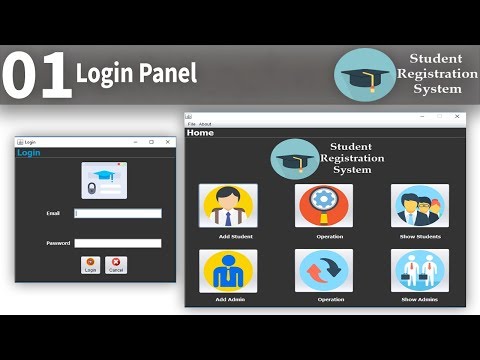 01 Login Panel
Student
Registration
System
Login
Login
Email
Password
Login
Cancel
File About
Home
Student
Registration
System
Add Student
Operation
Show Students
Add Admin
Operation
Show Admins